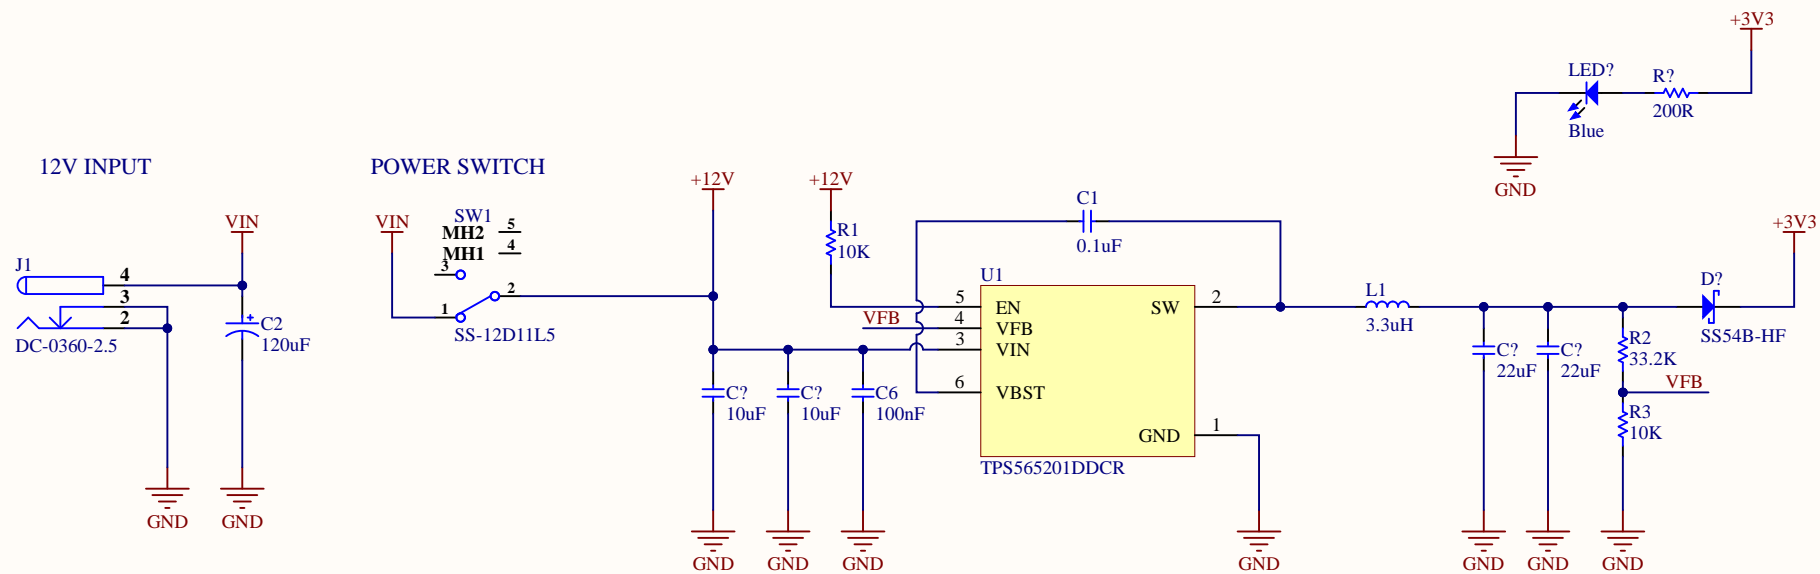 12V INPUT
VIN
J1
4
3
2
DC-0360-2.5
+
C2
120uF
GND
GND
POWER SWITCH
VIN
SW1
MH2
5
MH1
4
3
2
1
SS-12D11L5
+12V
+12V
R1
10K
C1
0.1uF
U1
5
EN
SW
2
VFB
4
VFB
3
VIN
6
VBST
GND
1
TPS565201DDCR
C?
10uF
C?
10uF
C6
100nF
GND
GND
GND
GND
L1
3.3uH
C?
22uF
C?
22uF
R2
33.2K
VFB
R3
10K
GND
GND
GND
D?
SS54B-HF
+3V3
+3V3
LED?
Blue
R?
200R
GND